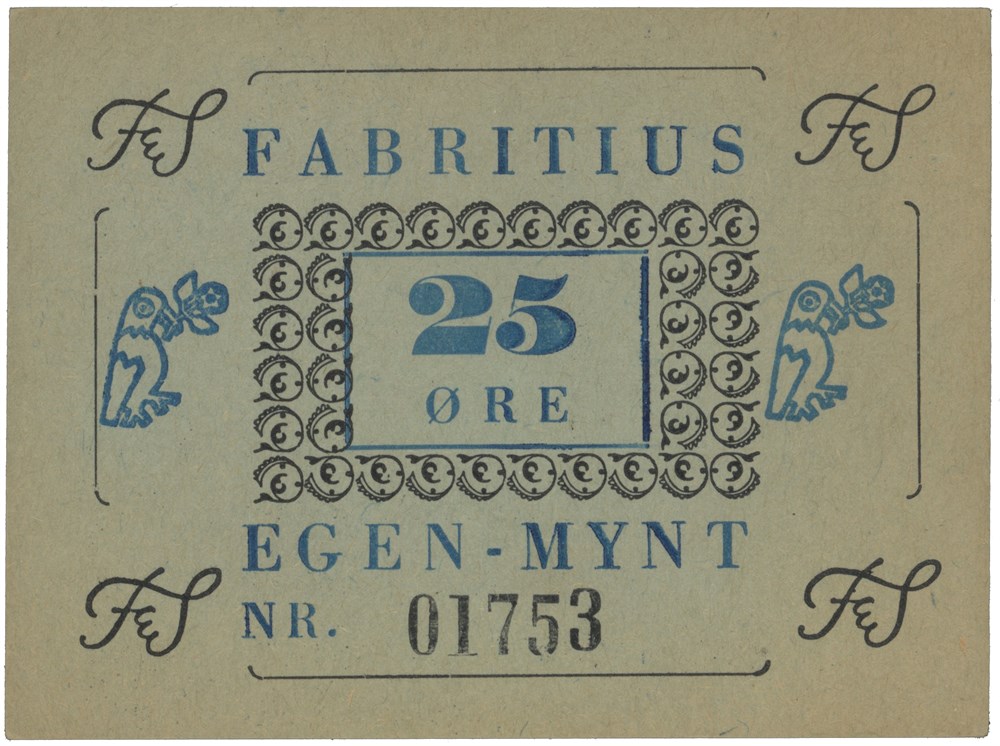 F&S F&S
FABRITIUS
25
ØRE
EGEN-MYNT
NR. 01753
F&S F&S